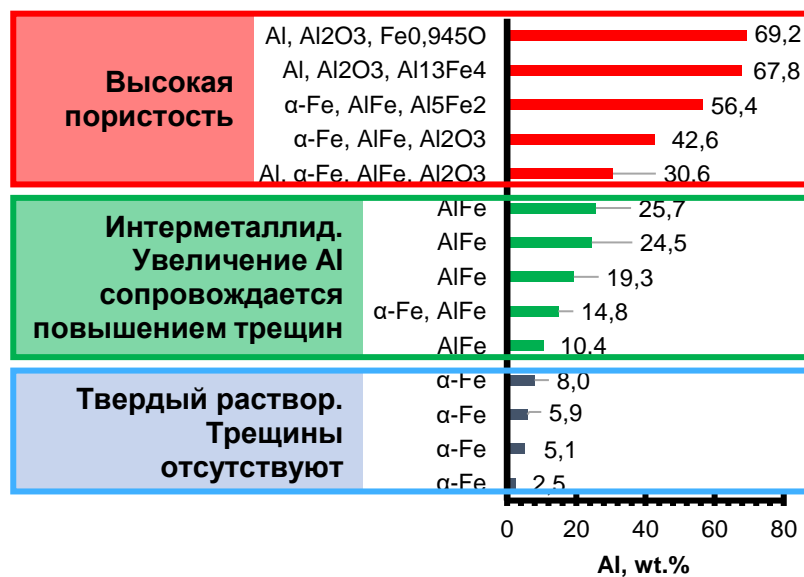 Высокая
пористость
Al, Al2O3, Fe0,945O 69,2
Al, Al2O3, Al13Fe4 67,8
α-Fe, AlFe, Al5Fe2 56,4
α-Fe, AlFe, Al2O3 42,6
Al, α-Fe, AlFe, Al2O3 30,6
Интерметаллид.
Увеличение Al
сопровождается
повышением трещин
AlFe 25,7
AlFe 24,5
AlFe 19,3
α-Fe, AlFe 14,8
AlFe 10,4
Твердый раствор.
Трещины
отсутствуют
α-Fe 8,0
α-Fe 5,9
α-Fe 5,1
α-Fe 2,5
0 20 40 60 80
Al, wt.%